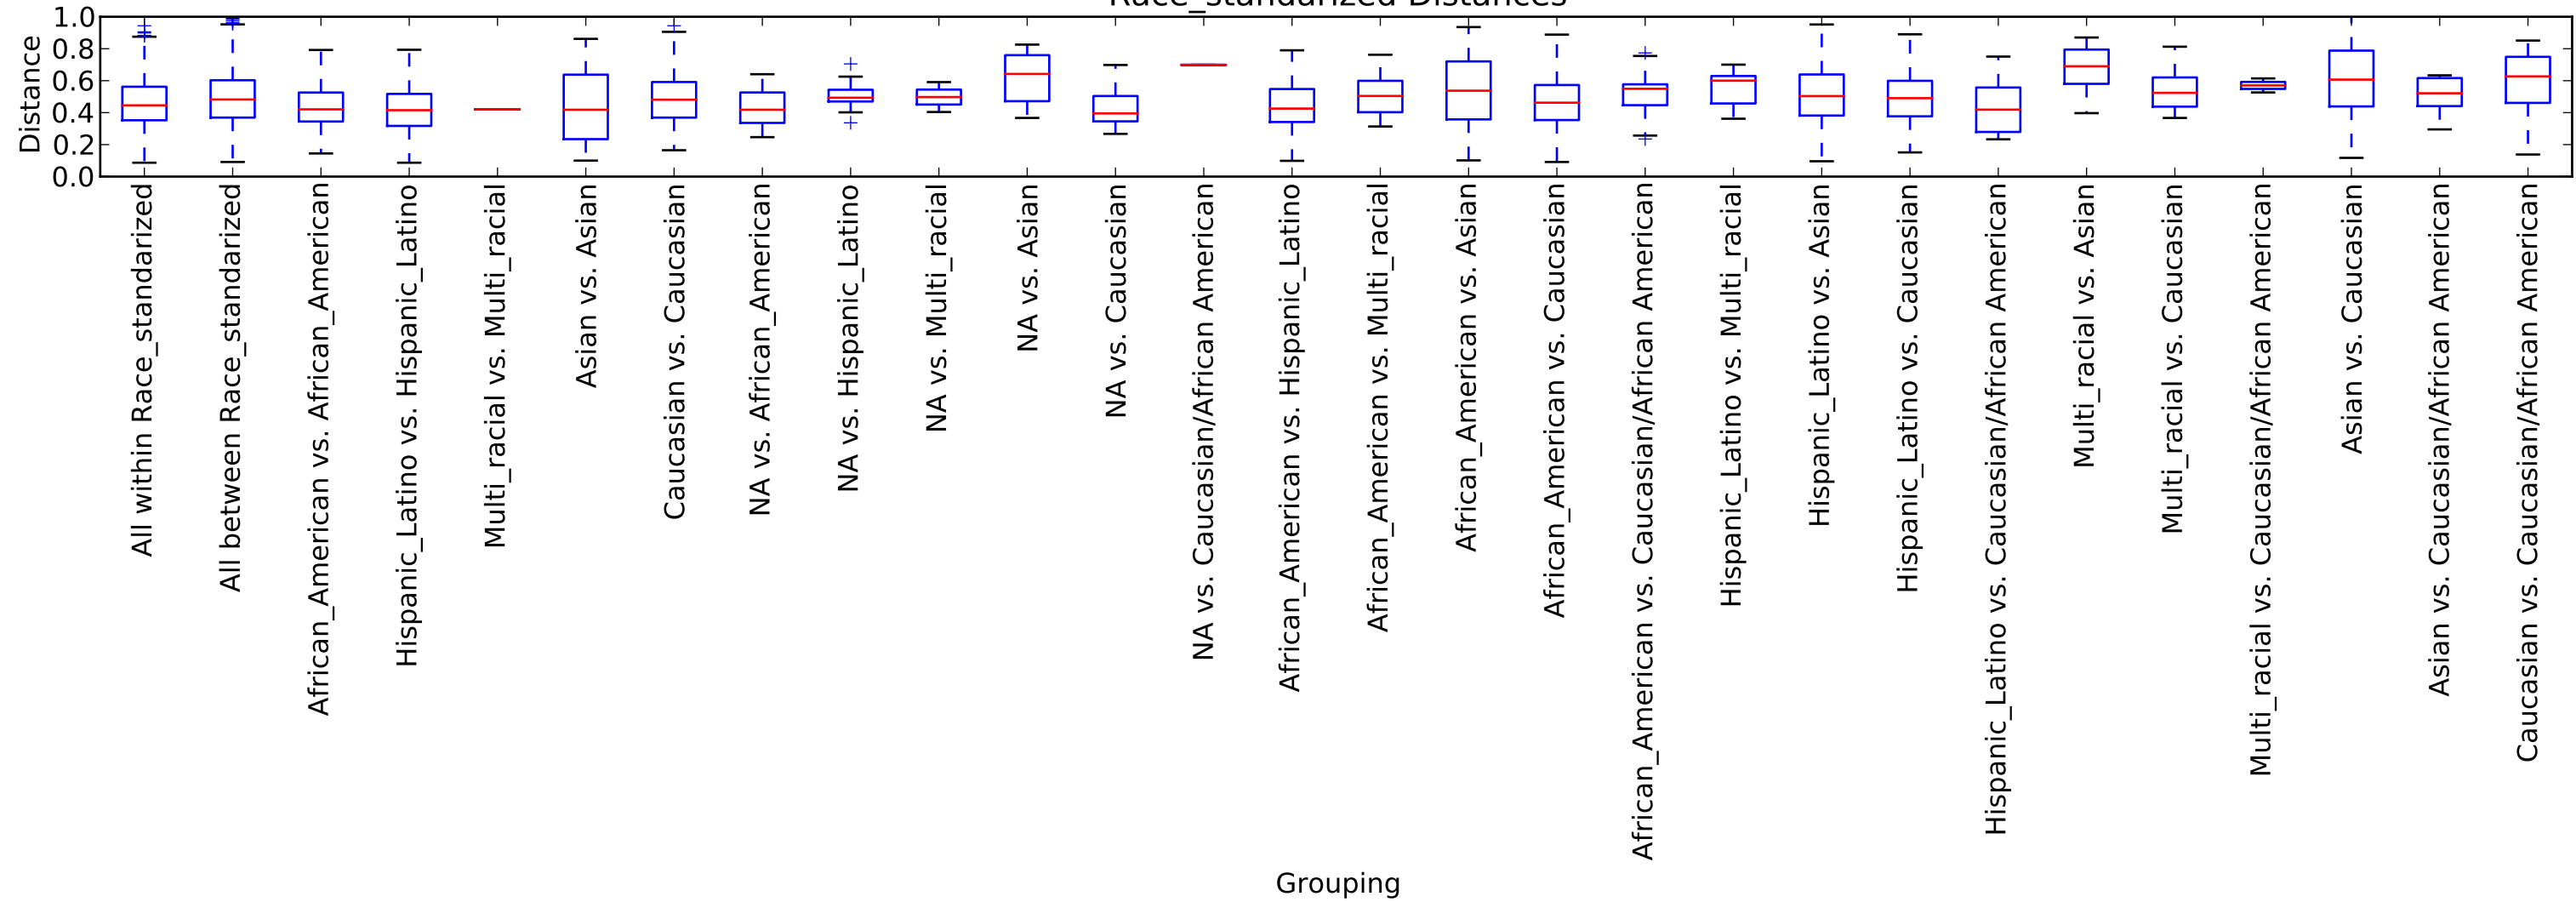 Race_standarized Distances
1.0
0.8
0.6
0.4
0.2
0.0
Distance
All within Race_standarized
All between Race_standarized
African_American vs. African_American
Hispanic_Latino vs. Hispanic_Latino
Multi_racial vs. Multi_racial
Asian vs. Asian
Caucasian vs. Caucasian
NA vs. African_American
NA vs. Hispanic_Latino
NA vs. Multi_racial
NA vs. Asian
NA vs. Caucasian
NA vs. Caucasian/African American
African_American vs. Hispanic_Latino
African_American vs. Multi_racial
African_American vs. Asian
African_American vs. Caucasian
African_American vs. Caucasian/African American
Hispanic_Latino vs. Multi_racial
Hispanic_Latino vs. Asian
Hispanic_Latino vs. Caucasian
Hispanic_Latino vs. Caucasian/African American
Multi_racial vs. Asian
Multi_racial vs. Caucasian
Multi_racial vs. Caucasian/African American
Asian vs. Caucasian
Asian vs. Caucasian/African American
Caucasian vs. Caucasian/African American
Grouping